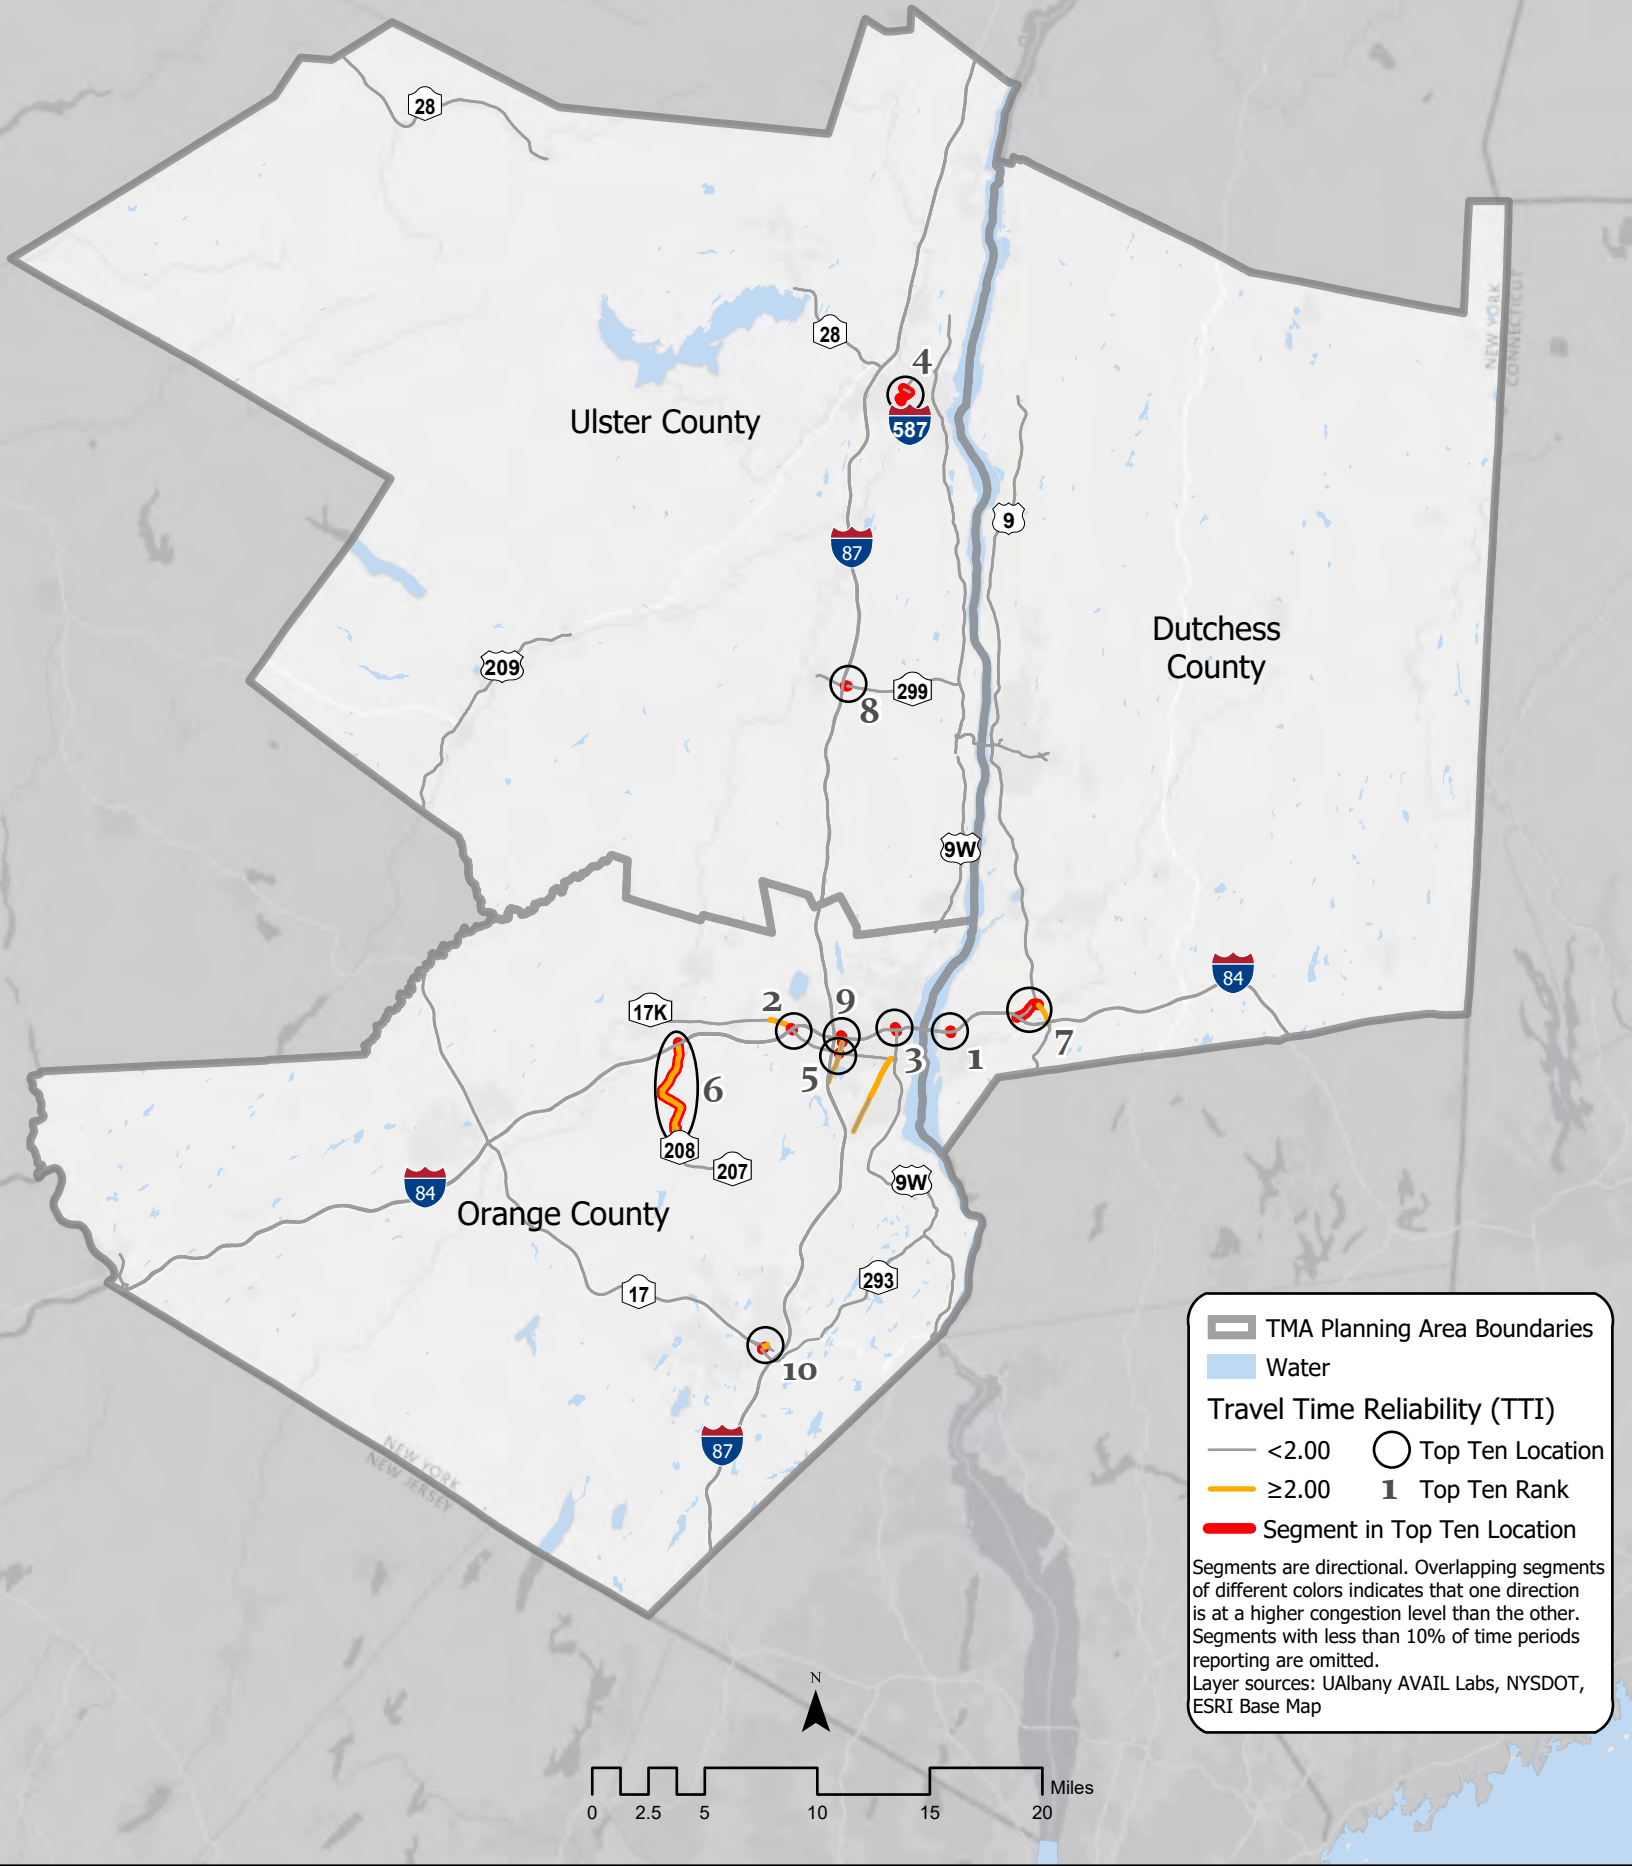 28
NEW YORK
CONNECTICUT
28
4
587
Ulster County
9
87
Dutchess
County
209
299
8
9W
84
2
9
17K
7
3
1
5
6
208
207
9W
84
Orange County
293
17
10
87
NEW YORK
NEW JERSEY
TMA Planning Area Boundaries
Water
Travel Time Reliability (TTI)
<2.00
Top Ten Location
≥2.00
1 Top Ten Rank
Segment in Top Ten Location
Segments are directional. Overlapping segments
of different colors indicates that one direction
is at a higher congestion level than the other.
Segments with less than 10% of time periods
reporting are omitted.
Layer sources: UAlbany AVAIL Labs, NYSDOT,
ESRI Base Map
N
Miles
0 2.5 5 10 15 20